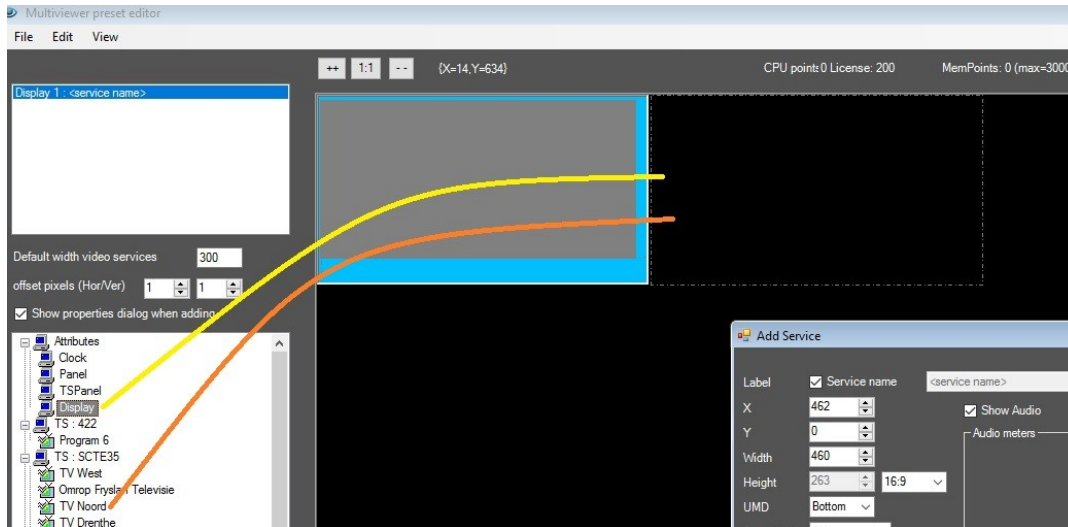 Multiviewer preset editor
File Edit View
++ 1:1 -- {X=14,Y=634} CPU points 0 License: 200 MemPoints: 0 (max=3000
Display 1 : <service name>
Default width video services 300
offset pixels (Hor/Ver) 1 1
Show properties dialog when adding
Attributes
Clock
Panel
TSPanel
Display
TS : 422
Program 6
TS : SCTE35
TV West
Omrop Fryslan Televisie
TV Noord
TV Drenthe
Add Service
Label Service name <service name>
X 462 Show Audio
Y 0 Audio meters
Width 460
Height 263 16:9
UMD Bottom